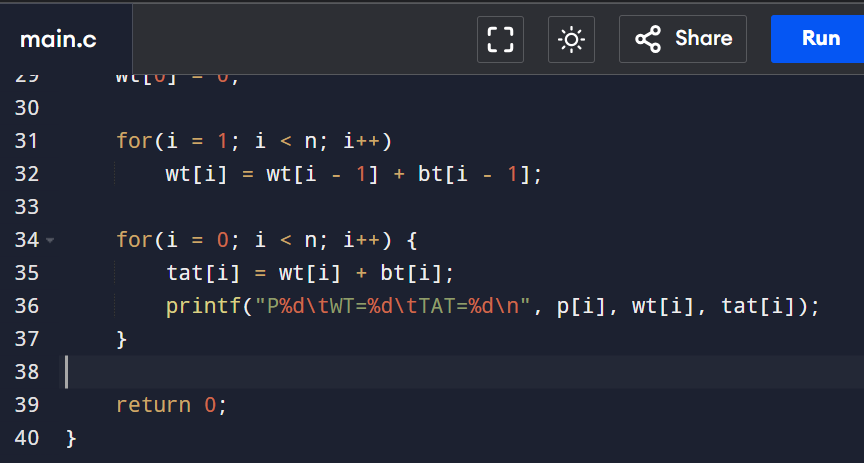 main.c Share Run
29 wt[0] = 0;
30
31 for(i = 1; i < n; i++)
32 wt[i] = wt[i - 1] + bt[i - 1];
33
34 for(i = 0; i < n; i++) {
35 tat[i] = wt[i] + bt[i];
36 printf("P%d\tWT=%d\tTAT=%d\n", p[i], wt[i], tat[i]);
37 }
38
39 return 0;
40 }